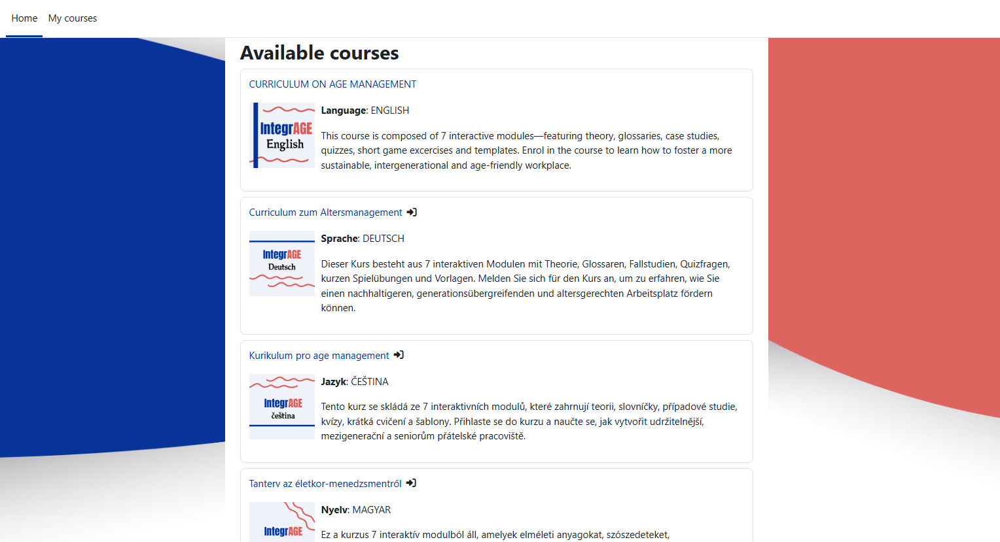 Home My courses
Available courses
CURRICULUM ON AGE MANAGEMENT
IntegrAGE
English
Language: ENGLISH
This course is composed of 7 interactive modules—featuring theory, glossaries, case studies,
quizzes, short game excercises and templates. Enrol in the course to learn how to foster a more
sustainable, intergenerational and age-friendly workplace.
Curriculum zum Altersmanagement
IntegrAGE
Deutsch
Sprache: DEUTSCH
Dieser Kurs besteht aus 7 interaktiven Modulen mit Theorie, Glossaren, Fallstudien, Quizfragen,
kurzen Spielübungen und Vorlagen. Melden Sie sich für den Kurs an, um zu erfahren, wie Sie
einen nachhaltigeren, generationsübergreifenden und altersgerechten Arbeitsplatz fördern
können.
Kurikulum pro age management
IntegrAGE
čeština
Jazyk: ČEŠTINA
Tento kurz se skládá ze 7 interaktivních modulů, které zahrnují teorii, slovníčky, případové studie,
kvízy, krátká cvičení a šablony. Přihlaste se do kurzu a naučte se, jak vytvořit udržitelnější,
mezigenerační a seniorům přátelské pracoviště.
Tanterv az életkor-menedzsmentről
IntegrAGE
Nyelv: MAGYAR
Ez a kurzus 7 interaktív modulból áll, amelyek elméleti anyagokat, szószedeteket,